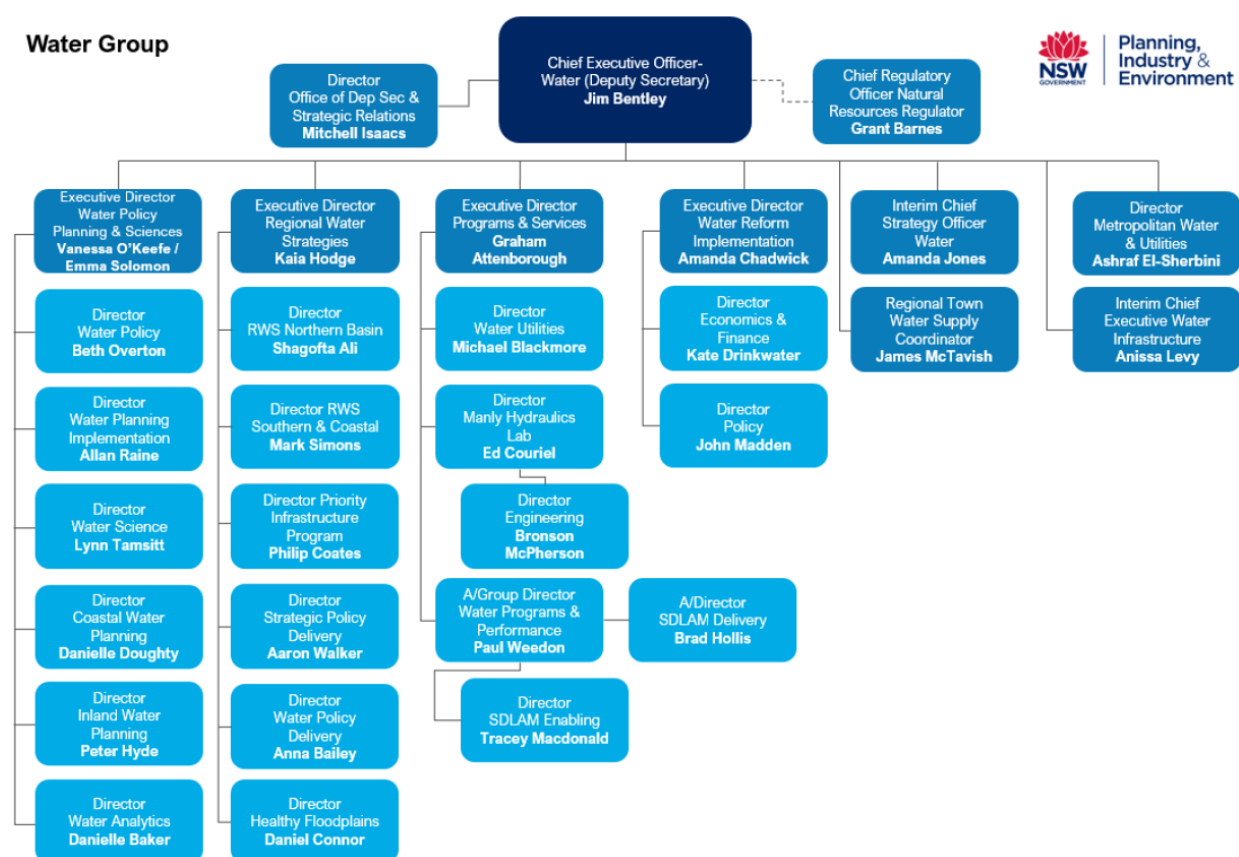 Water Group
Chief Executive Officer-
Water (Deputy Secretary)
Jim Bentley
Director
Office of Dep Sec &
Strategic Relations
Mitchell Isaacs
Chief Regulatory
Officer Natural
Resources Regulator
Grant Barnes
NSW
GOVERNMENT
Planning,
Industry &
Environment
Executive Director
Water Policy
Planning & Sciences
Vanessa O'Keefe /
Emma Solomon
Executive Director
Regional Water
Strategies
Kaia Hodge
Executive Director
Programs & Services
Graham
Attenborough
Executive Director
Water Reform
Implementation
Amanda Chadwick
Interim Chief
Strategy Officer
Water
Amanda Jones
Director
Metropolitan Water
& Utilities
Ashraf El-Sherbini
Director
Water Policy
Beth Overton
Director
RWS Northern Basin
Shagofta Ali
Director
Water Utilities
Michael Blackmore
Director
Economics &
Finance
Kate Drinkwater
Regional Town
Water Supply
Coordinator
James McTavish
Interim Chief
Executive Water
Infrastructure
Anissa Levy
Director
Water Planning
Implementation
Allan Raine
Director RWS
Southern & Coastal
Mark Simons
Director
Manly Hydraulics
Lab
Ed Couriel
Director
Policy
John Madden
Director
Water Science
Lynn Tamsitt
Director Priority
Infrastructure
Program
Philip Coates
Director
Engineering
Bronson
McPherson
Director
Coastal Water
Planning
Danielle Doughty
Director
Strategic Policy
Delivery
Aaron Walker
A/Group Director
Water Programs &
Performance
Paul Weedon
A/Director
SDLAM Delivery
Brad Hollis
Director
Inland Water
Planning
Peter Hyde
Director
Water Policy
Delivery
Anna Bailey
Director
SDLAM Enabling
Tracey Macdonald
Director
Water Analytics
Danielle Baker
Director
Healthy Floodplains
Daniel Connor